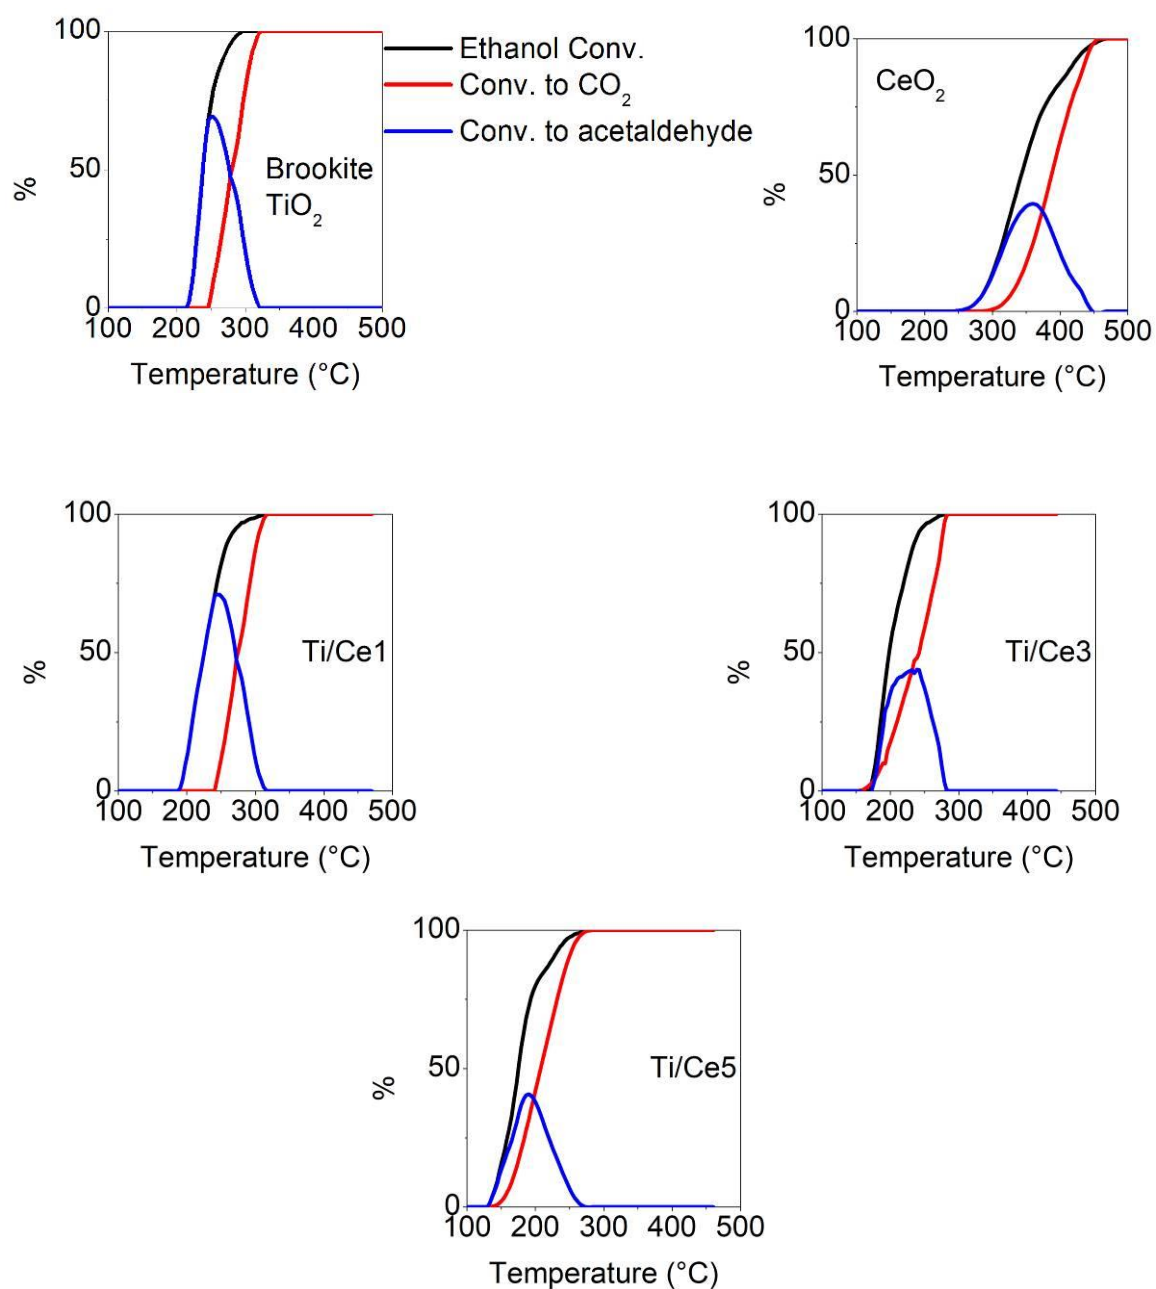 100
50
0
%
100 200 300 400 500
Temperature (°C)
Brookite
TiO2
Ethanol Conv.
Conv. to CO2
Conv. to acetaldehyde
100
50
0
%
100 200 300 400 500
Temperature (°C)
CeO2
100
50
0
%
100 200 300 400 500
Temperature (°C)
Ti/Ce1
100
50
0
%
100 200 300 400 500
Temperature (°C)
Ti/Ce3
100
50
0
%
100 200 300 400 500
Temperature (°C)
Ti/Ce5